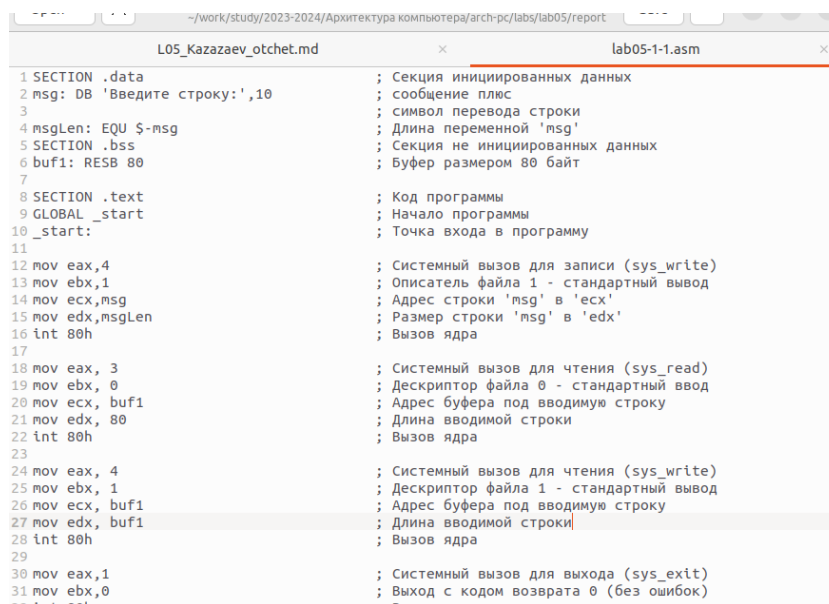 ~/work/study/2023-2024/Архитектура компьютера/arch-pc/labs/lab05/report
L05_Kazazaev_otchet.md × lab05-1-1.asm ×
1 SECTION .data ; Секция инициированных данных
2 msg: DB 'Введите строку:',10 ; сообщение плюс
3 ; символ перевода строки
4 msgLen: EQU $-msg ; Длина переменной 'msg'
5 SECTION .bss ; Секция не инициированных данных
6 buf1: RESB 80 ; Буфер размером 80 байт
7
8 SECTION .text ; Код программы
9 GLOBAL _start ; Начало программы
10 _start: ; Точка входа в программу
11
12 mov eax,4 ; Системный вызов для записи (sys_write)
13 mov ebx,1 ; Описатель файла 1 - стандартный вывод
14 mov ecx,msg ; Адрес строки 'msg' в 'ecx'
15 mov edx,msgLen ; Размер строки 'msg' в 'edx'
16 int 80h ; Вызов ядра
17
18 mov eax, 3 ; Системный вызов для чтения (sys_read)
19 mov ebx, 0 ; Дескриптор файла 0 - стандартный ввод
20 mov ecx, buf1 ; Адрес буфера под вводимую строку
21 mov edx, 80 ; Длина вводимой строки
22 int 80h ; Вызов ядра
23
24 mov eax, 4 ; Системный вызов для чтения (sys_write)
25 mov ebx, 1 ; Дескриптор файла 1 - стандартный вывод
26 mov ecx, buf1 ; Адрес буфера под вводимую строку
27 mov edx, buf1 ; Длина вводимой строки
28 int 80h ; Вызов ядра
29
30 mov eax,1 ; Системный вызов для выхода (sys_exit)
31 mov ebx,0 ; Выход с кодом возврата 0 (без ошибок)